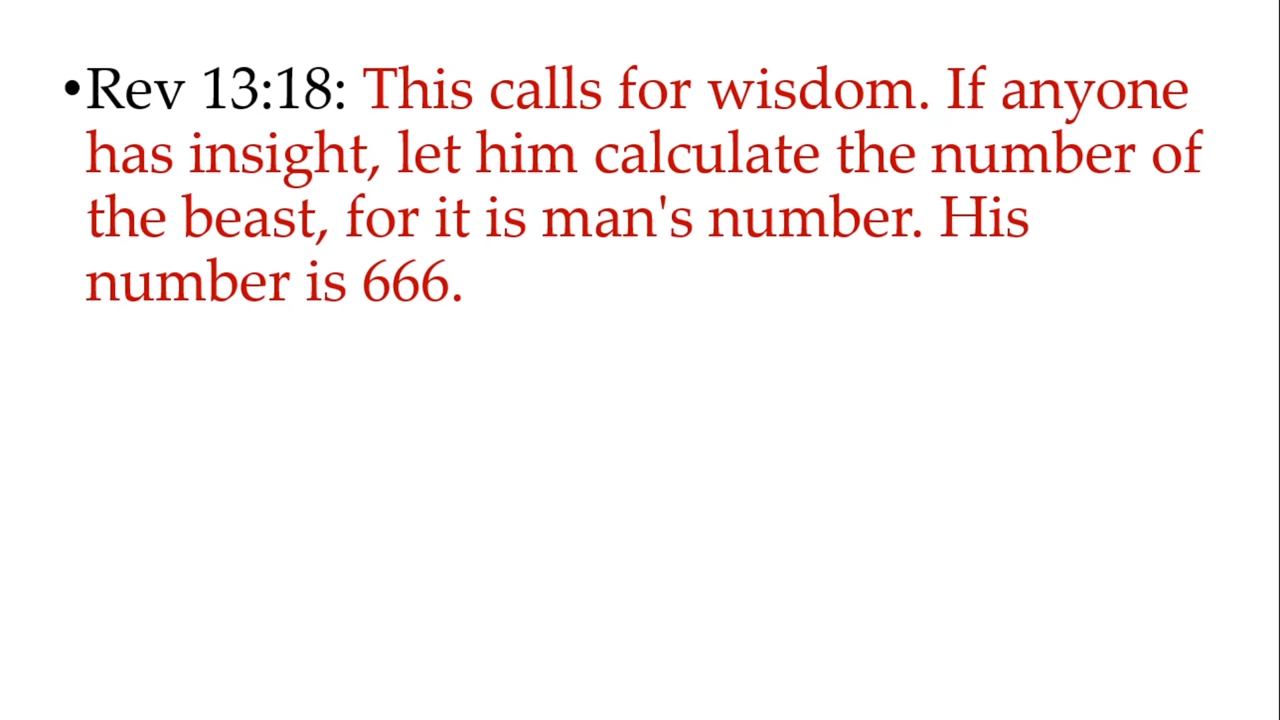 •Rev 13:18: This calls for wisdom. If anyone
has insight, let him calculate the number of
the beast, for it is man's number. His
number is 666.